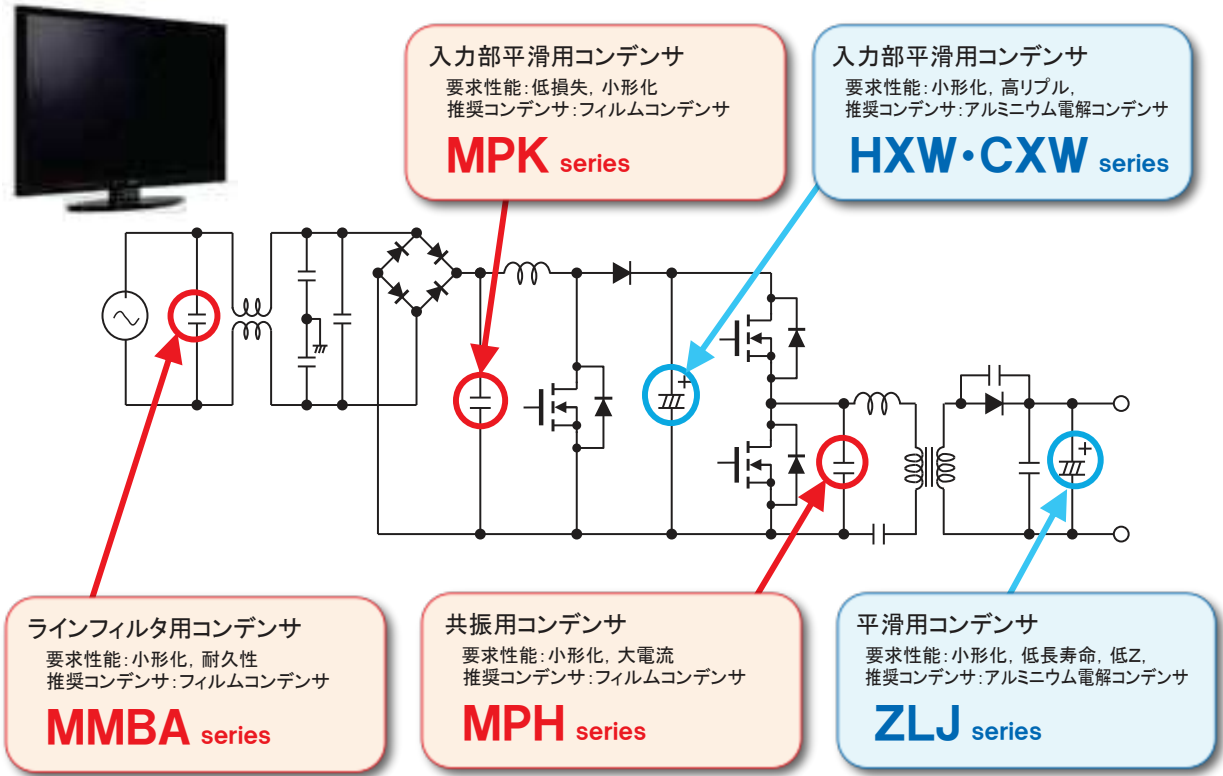 入力部平滑用コンデンサ
要求性能:低損失, 小形化
推奨コンデンサ:フィルムコンデンサ
MPK series
入力部平滑用コンデンサ
要求性能:小形化, 高リプル,
推奨コンデンサ:アルミニウム電解コンデンサ
HXW・CXW series
+
+
ラインフィルタ用コンデンサ
要求性能:小形化, 耐久性
推奨コンデンサ:フィルムコンデンサ
MMBA series
共振用コンデンサ
要求性能:小形化, 大電流
推奨コンデンサ:フィルムコンデンサ
MPH series
平滑用コンデンサ
要求性能:小形化, 低長寿命, 低Z,
推奨コンデンサ:アルミニウム電解コンデンサ
ZLJ series